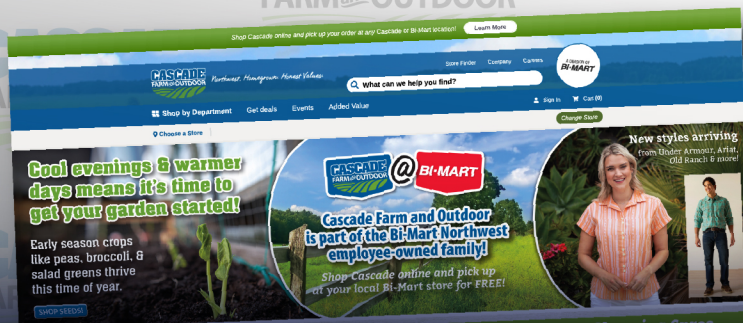 FARM and OUTDOOR
Shop Cascade online and pick up your order at any Cascade or Bi-Mart location! Learn More
CASCADE
FARM and OUTDOOR
Northwest. Homegrown. Honest Values.
Store Finder Company Careers
A DIVISION OF
BI-MART
What can we help you find?
Shop by Department Get deals Events Added Value
Sign In Cart (0)
Choose a Store
Change Store
Cool evenings & warmer
days means it's time to
get your garden started!
Early season crops
like peas, broccoli, &
salad greens thrive
this time of year.
SHOP SEEDS!
CASCADE
FARM and OUTDOOR
@
BI-MART
Cascade Farm and Outdoor
is part of the Bi-Mart Northwest
employee-owned family!
Shop Cascade online and pick up
at your local Bi-Mart store for FREE!
New styles arriving
from Under Armour, Ariat,
Old Ranch & more!